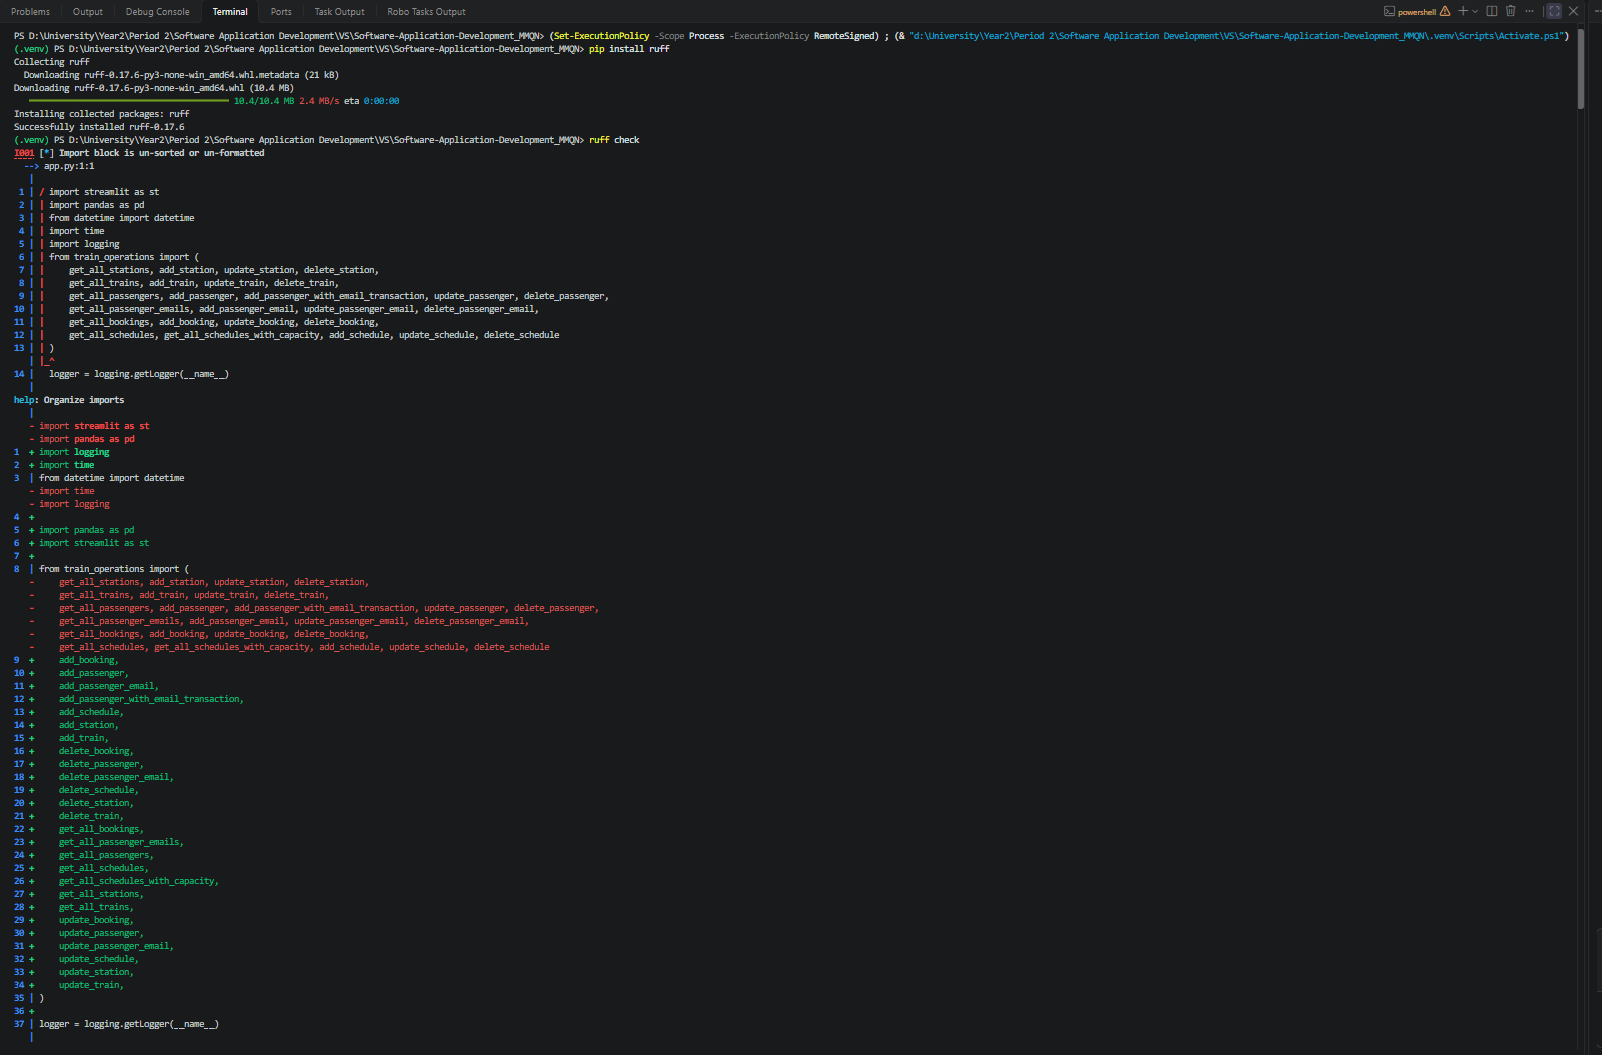 Problems Output Debug Console Terminal Ports Task Output Robo Tasks Output powershell
PS D:\University\Year2\Period 2\Software Application Development\VS\Software-Application-Development_MMQN> (Set-ExecutionPolicy -Scope Process -ExecutionPolicy RemoteSigned) ; (& "d:\University\Year2\Period 2\Software Application Development\VS\Software-Application-Development_MMQN\.venv\Scripts\Activate.ps1")
(.venv) PS D:\University\Year2\Period 2\Software Application Development\VS\Software-Application-Development_MMQN> pip install ruff
Collecting ruff
  Downloading ruff-0.17.6-py3-none-win_amd64.whl.metadata (21 kB)
Downloading ruff-0.17.6-py3-none-win_amd64.whl (10.4 MB)
10.4/10.4 MB 2.4 MB/s eta 0:00:00
Installing collected packages: ruff
Successfully installed ruff-0.17.6
(.venv) PS D:\University\Year2\Period 2\Software Application Development\VS\Software-Application-Development_MMQN> ruff check
I001 [*] Import block is un-sorted or un-formatted
  --> app.py:1:1
   |
 1 | / import streamlit as st
 2 | | import pandas as pd
 3 | | from datetime import datetime
 4 | | import time
 5 | | import logging
 6 | | from train_operations import (
 7 | |     get_all_stations, add_station, update_station, delete_station,
 8 | |     get_all_trains, add_train, update_train, delete_train,
 9 | |     get_all_passengers, add_passenger, add_passenger_with_email_transaction, update_passenger, delete_passenger,
10 | |     get_all_passenger_emails, add_passenger_email, update_passenger_email, delete_passenger_email,
11 | |     get_all_bookings, add_booking, update_booking, delete_booking,
12 | |     get_all_schedules, get_all_schedules_with_capacity, add_schedule, update_schedule, delete_schedule
13 | | )
   | |_^
14 |   logger = logging.getLogger(__name__)
   |
help: Organize imports
   |
   - import streamlit as st
   - import pandas as pd
1  + import logging
2  + import time
3  | from datetime import datetime
   - import time
   - import logging
4  +
5  + import pandas as pd
6  + import streamlit as st
7  +
8  | from train_operations import (
   -     get_all_stations, add_station, update_station, delete_station,
   -     get_all_trains, add_train, update_train, delete_train,
   -     get_all_passengers, add_passenger, add_passenger_with_email_transaction, update_passenger, delete_passenger,
   -     get_all_passenger_emails, add_passenger_email, update_passenger_email, delete_passenger_email,
   -     get_all_bookings, add_booking, update_booking, delete_booking,
   -     get_all_schedules, get_all_schedules_with_capacity, add_schedule, update_schedule, delete_schedule
9  +     add_booking,
10 +     add_passenger,
11 +     add_passenger_email,
12 +     add_passenger_with_email_transaction,
13 +     add_schedule,
14 +     add_station,
15 +     add_train,
16 +     delete_booking,
17 +     delete_passenger,
18 +     delete_passenger_email,
19 +     delete_schedule,
20 +     delete_station,
21 +     delete_train,
22 +     get_all_bookings,
23 +     get_all_passenger_emails,
24 +     get_all_passengers,
25 +     get_all_schedules,
26 +     get_all_schedules_with_capacity,
27 +     get_all_stations,
28 +     get_all_trains,
29 +     update_booking,
30 +     update_passenger,
31 +     update_passenger_email,
32 +     update_schedule,
33 +     update_station,
34 +     update_train,
35 | )
36 +
37 | logger = logging.getLogger(__name__)
   |